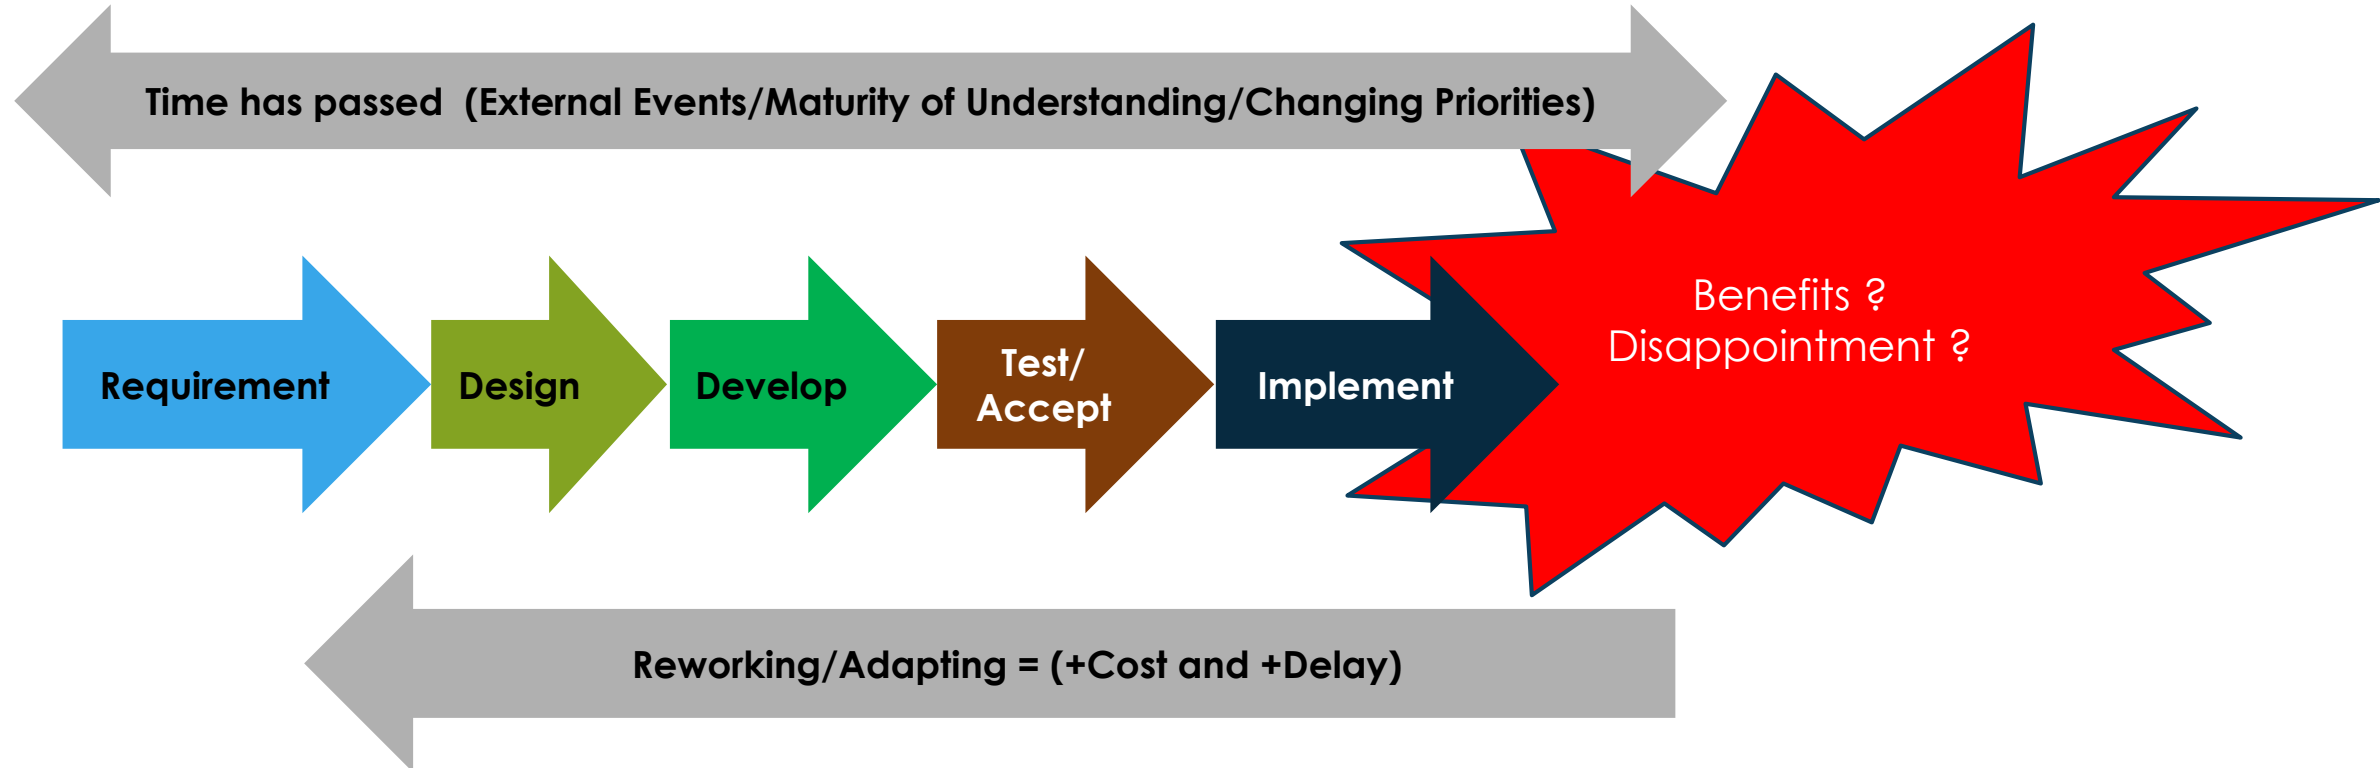 Time has passed  (External Events/Maturity of Understanding/Changing Priorities)
Benefits ?
Disappointment ?
Requirement
Design
Develop
Test/
Accept
Implement
Reworking/Adapting = (+Cost and +Delay)